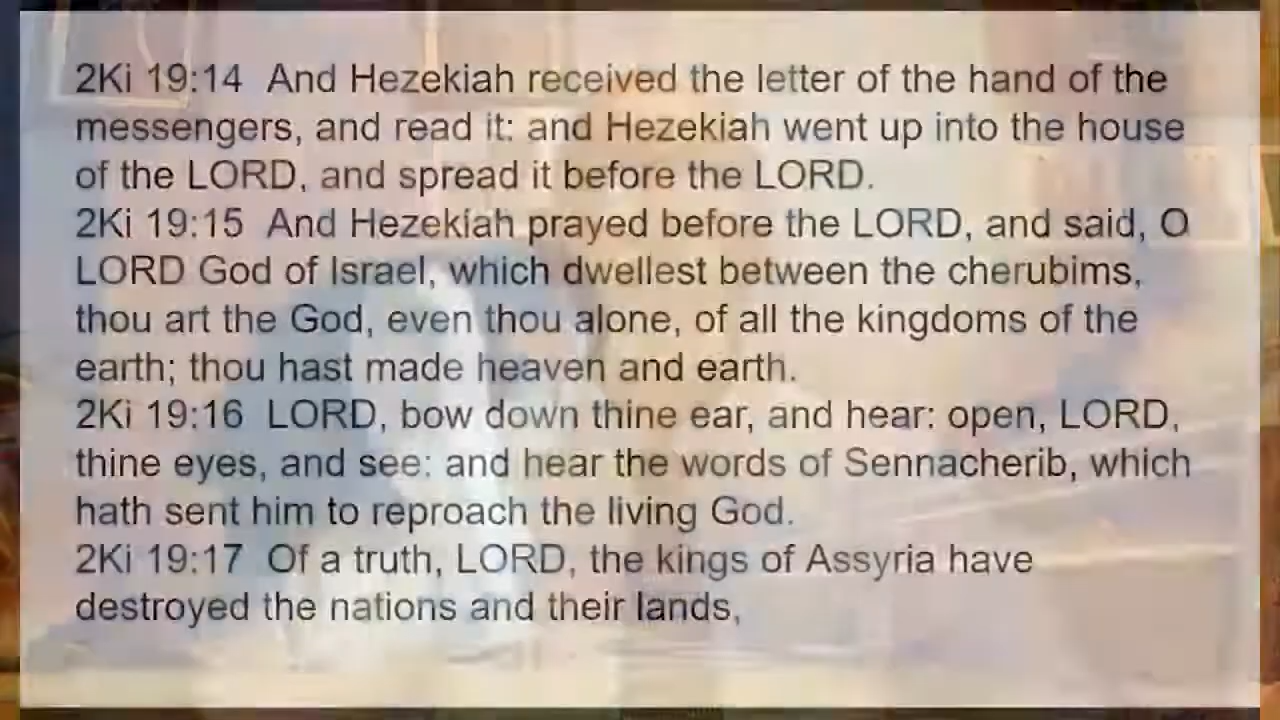 2Ki 19:14  And Hezekiah received the letter of the hand of the
messengers, and read it: and Hezekiah went up into the house
of the LORD, and spread it before the LORD.
2Ki 19:15  And Hezekiah prayed before the LORD, and said, O
LORD God of Israel, which dwellest between the cherubims,
thou art the God, even thou alone, of all the kingdoms of the
earth; thou hast made heaven and earth.
2Ki 19:16  LORD, bow down thine ear, and hear: open, LORD,
thine eyes, and see: and hear the words of Sennacherib, which
hath sent him to reproach the living God.
2Ki 19:17  Of a truth, LORD, the kings of Assyria have
destroyed the nations and their lands,